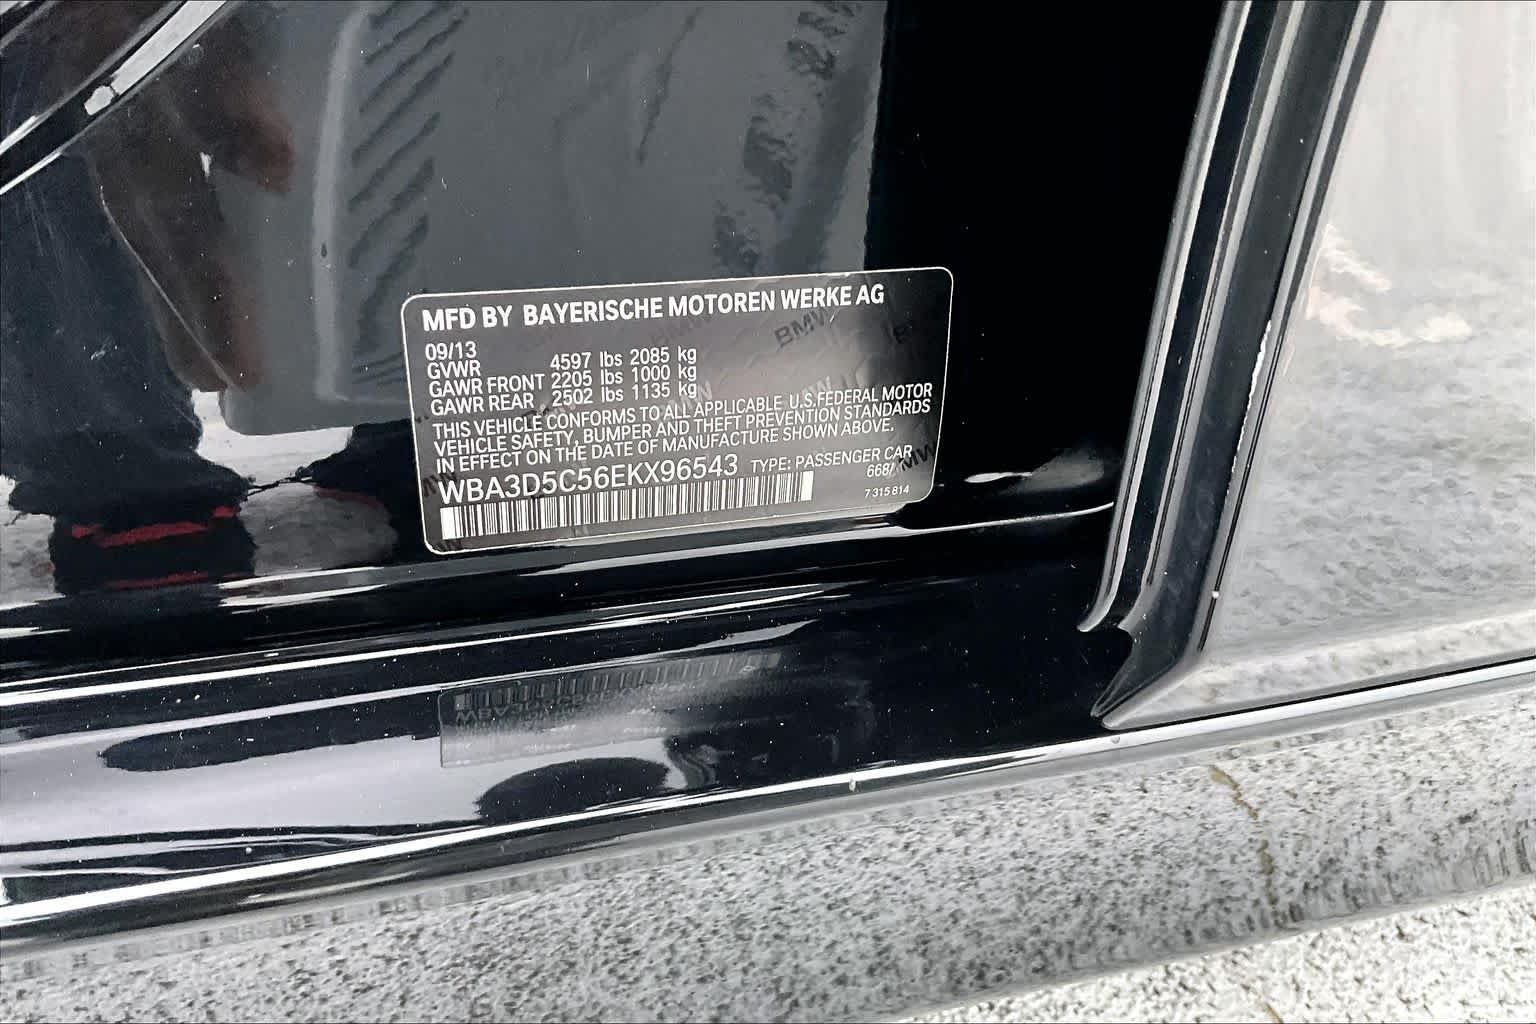 MFD BY BAYERISCHE MOTOREN WERKE AG
09/13
GVWR 4597 lbs 2085 kg
GAWR FRONT 2205 lbs 1000 kg
GAWR REAR 2502 lbs 1135 kg
THIS VEHICLE CONFORMS TO ALL APPLICABLE U.S.FEDERAL MOTOR
VEHICLE SAFETY, BUMPER AND THEFT PREVENTION STANDARDS
IN EFFECT ON THE DATE OF MANUFACTURE SHOWN ABOVE.
WBA3D5C56EKX96543 TYPE: PASSENGER CAR
668/
7 315 814
BMW
BMW